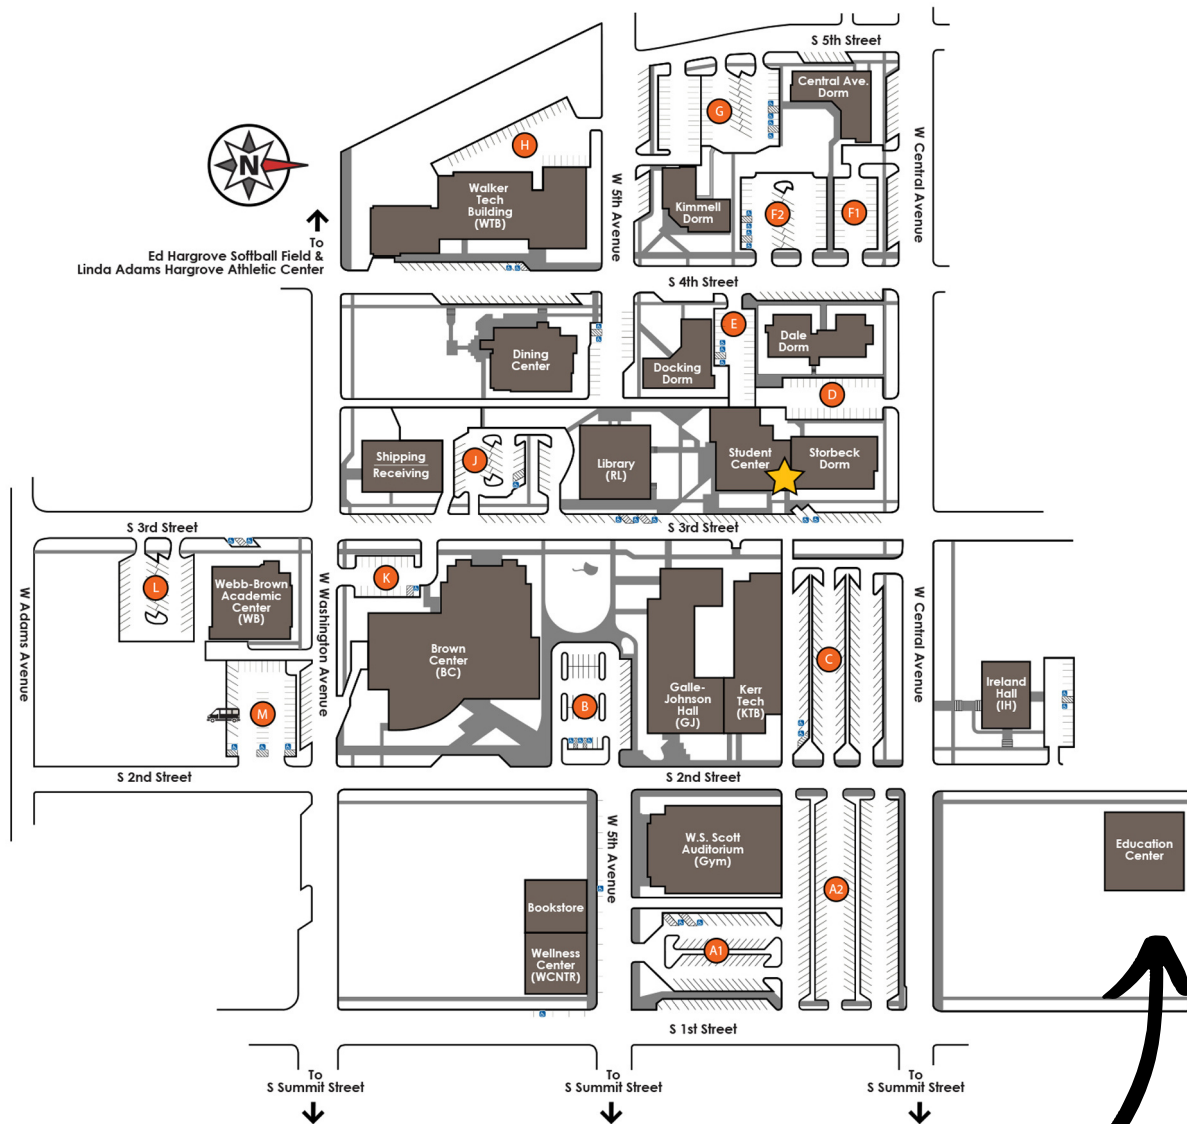 S 5th Street
Central Ave.
Dorm
G
H
W Central Avenue
N
Walker
Tech
Building
(WTB)
W 5th Avenue
Kimmell
Dorm
F2
F1
To
Ed Hargrove Softball Field &
Linda Adams Hargrove Athletic Center
S 4th Street
E
Dale
Dorm
Dining
Center
Docking
Dorm
D
Shipping
Receiving
J
Library
(RL)
Student
Center
Storbeck
Dorm
S 3rd Street
S 3rd Street
L
Webb-Brown
Academic
Center
(WB)
K
W Adams Avenue
W Washington Avenue
W Central Avenue
Brown
Center
(BC)
C
Galle-
Johnson
Hall
(GJ)
Kerr
Tech
(KTB)
Ireland
Hall
(IH)
B
M
S 2nd Street
S 2nd Street
W 5th Avenue
W.S. Scott
Auditorium
(Gym)
Education
Center
A2
Bookstore
Wellness
Center
(WCNTR)
A1
S 1st Street
To
S Summit Street
To
S Summit Street
To
S Summit Street